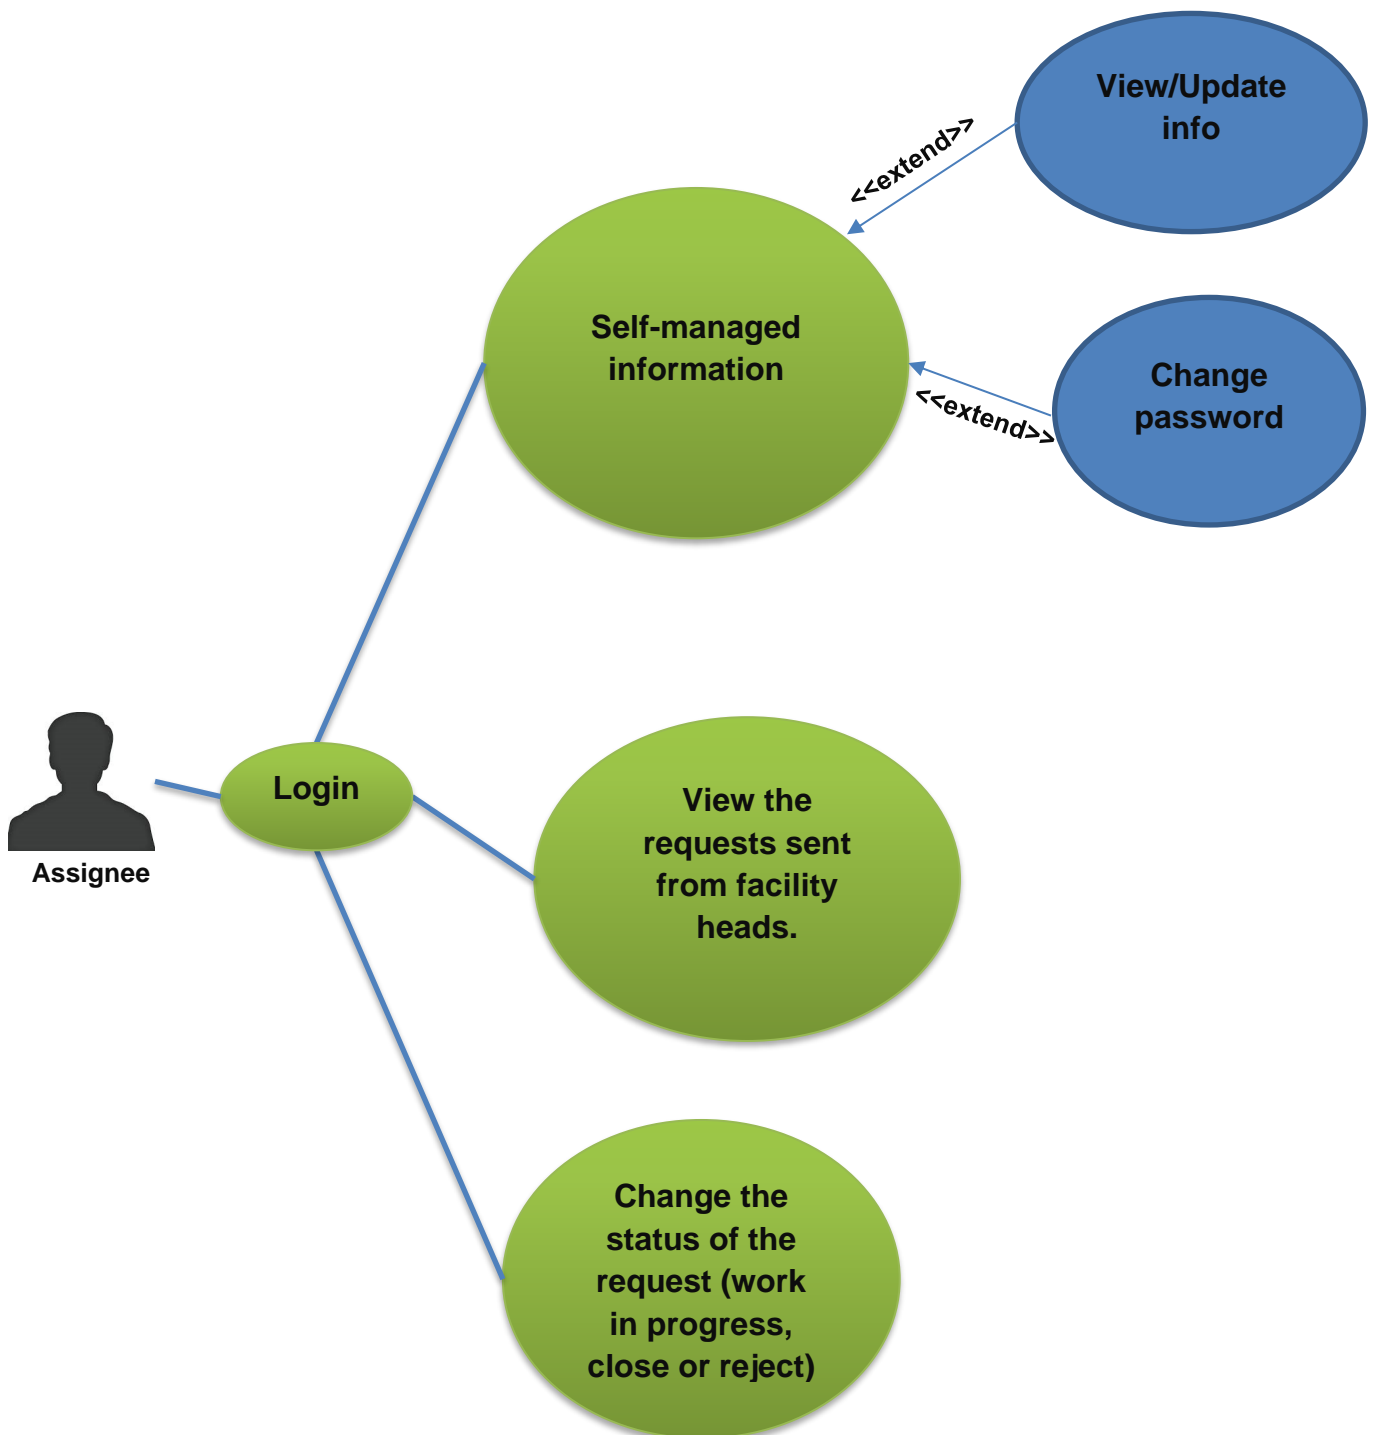 View/Update
info
<<extend>>
Self-managed
information
Change
password
<<extend>>
Login
Assignee
View the
requests sent
from facility
heads.
Change the
status of the
request (work
in progress,
close or reject)